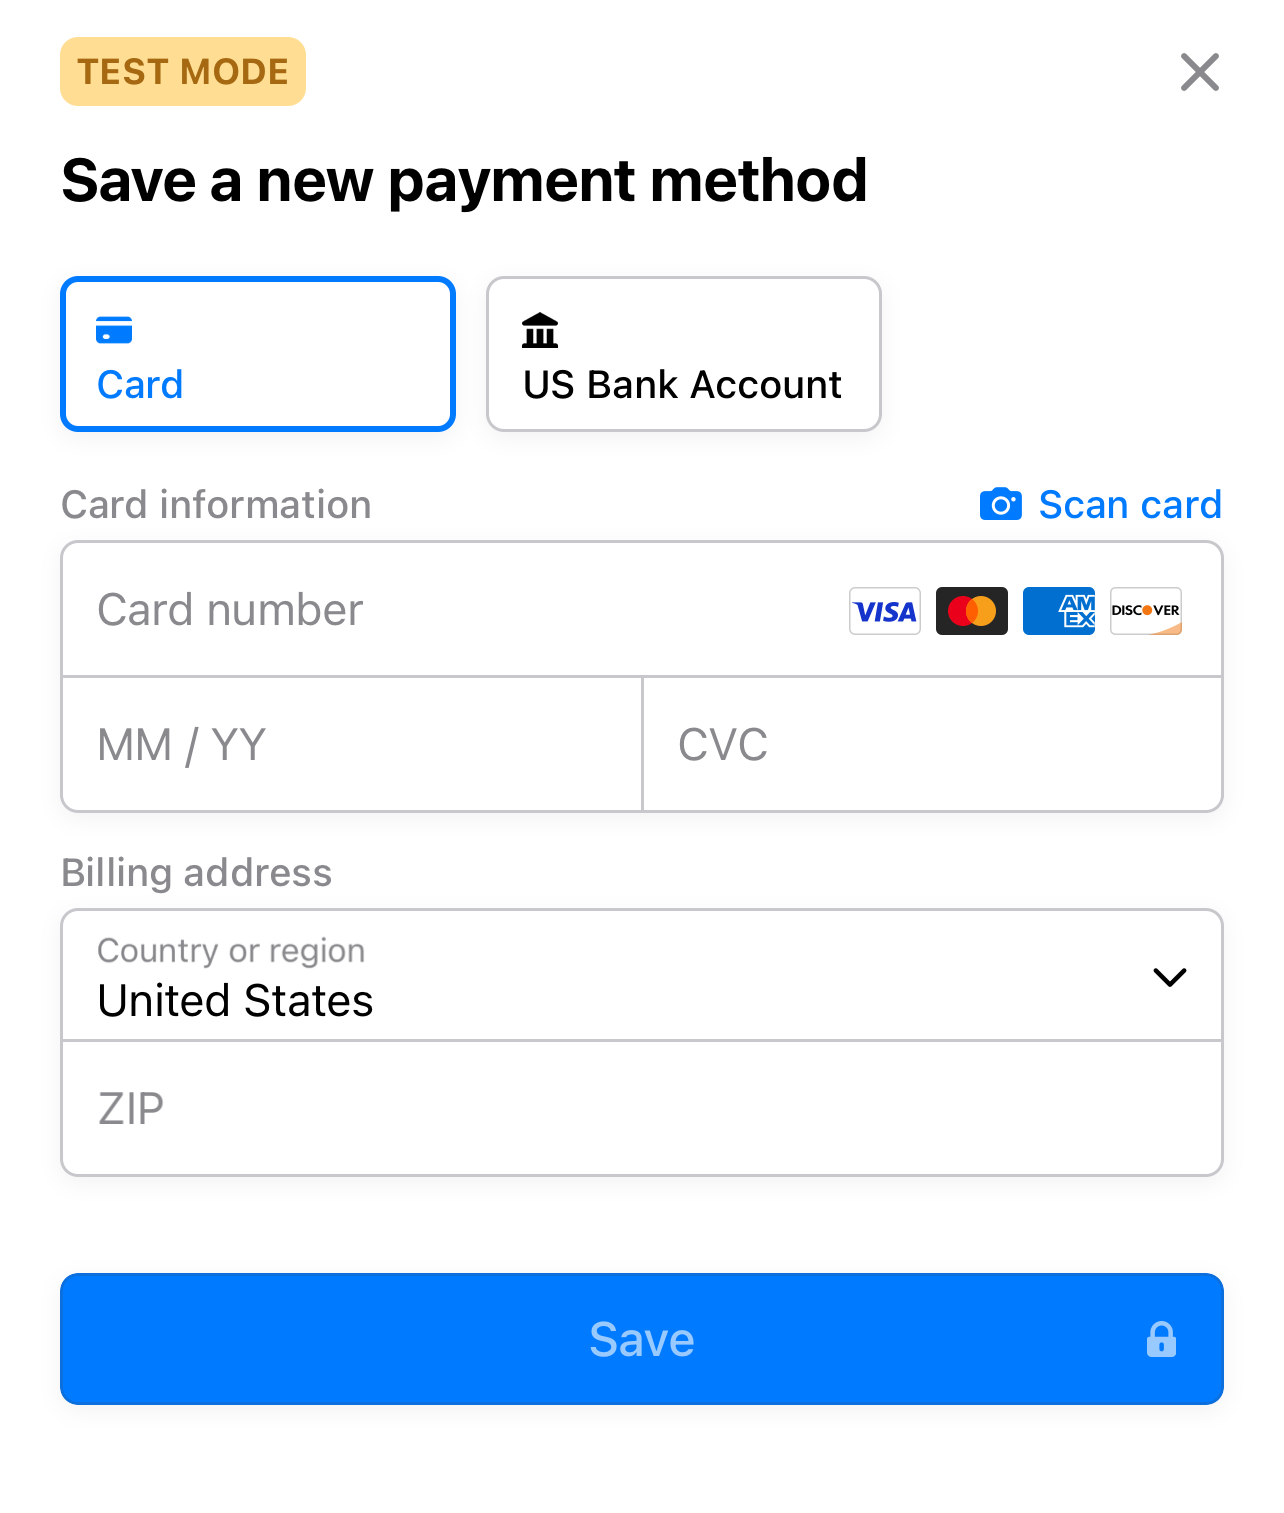 TEST MODE
Save a new payment method
Card
US Bank Account
Card information
Scan card
Card number
VISA
AM
EX
DISCOVER
MM / YY
CVC
Billing address
Country or region
United States
ZIP
Save